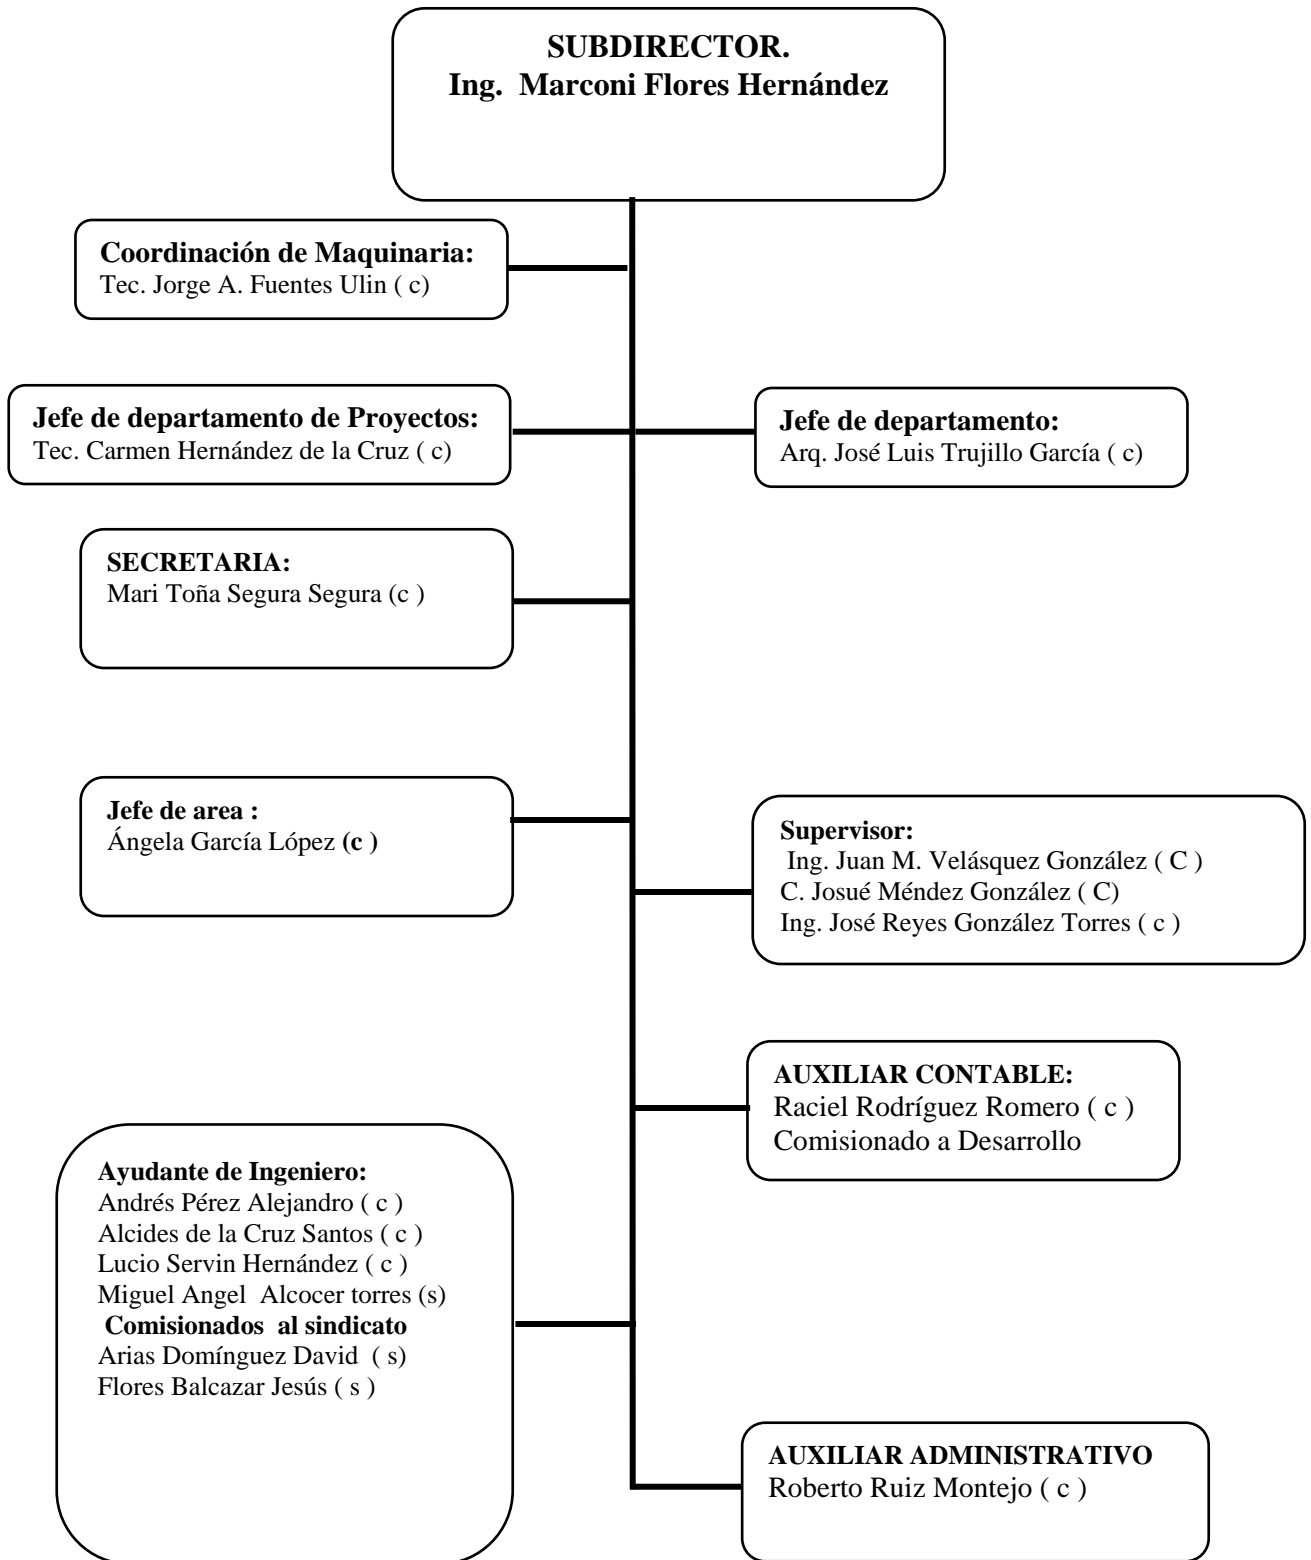 SUBDIRECTOR.
Ing. Marconi Flores Hernández
Coordinación de Maquinaria:
Tec. Jorge A. Fuentes Ulin ( c)
Jefe de departamento de Proyectos:
Tec. Carmen Hernández de la Cruz ( c)
Jefe de departamento:
Arq. José Luis Trujillo García ( c)
SECRETARIA:
Mari Toña Segura Segura (c )
Jefe de area :
Ángela García López (c )
Supervisor:
Ing. Juan M. Velásquez González ( C )
C. Josué Méndez González ( C)
Ing. José Reyes González Torres ( c )
AUXILIAR CONTABLE:
Raciel Rodríguez Romero ( c )
Comisionado a Desarrollo
Ayudante de Ingeniero:
Andrés Pérez Alejandro ( c )
Alcides de la Cruz Santos ( c )
Lucio Servin Hernández ( c )
Miguel Angel Alcocer torres (s)
Comisionados al sindicato
Arias Domínguez David ( s)
Flores Balcazar Jesús ( s )
AUXILIAR ADMINISTRATIVO
Roberto Ruiz Montejo ( c )